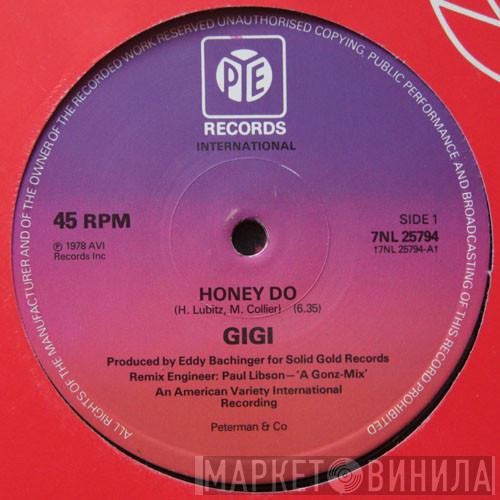 ALL RIGHTS OF THE MANUFACTURER AND OF THE OWNER OF THE RECORDED WORK RESERVED UNAUTHORISED COPYING, PUBLIC PERFORMANCE AND BROADCASTING OF THIS RECORD PROHIBITED
PYE
RECORDS
INTERNATIONAL
45 RPM
SIDE 1
℗ 1978 AVI
Records Inc
7NL 25794
†7NL 25794-A†
HONEY DO
(H. Lubitz, M. Collier) (6.35)
GIGI
Produced by Eddy Bachinger for Solid Gold Records
Remix Engineer: Paul Libson—'A Gonz-Mix'
An American Variety International
Recording
Peterman & Co
МАРКЕТ ВИНИЛА